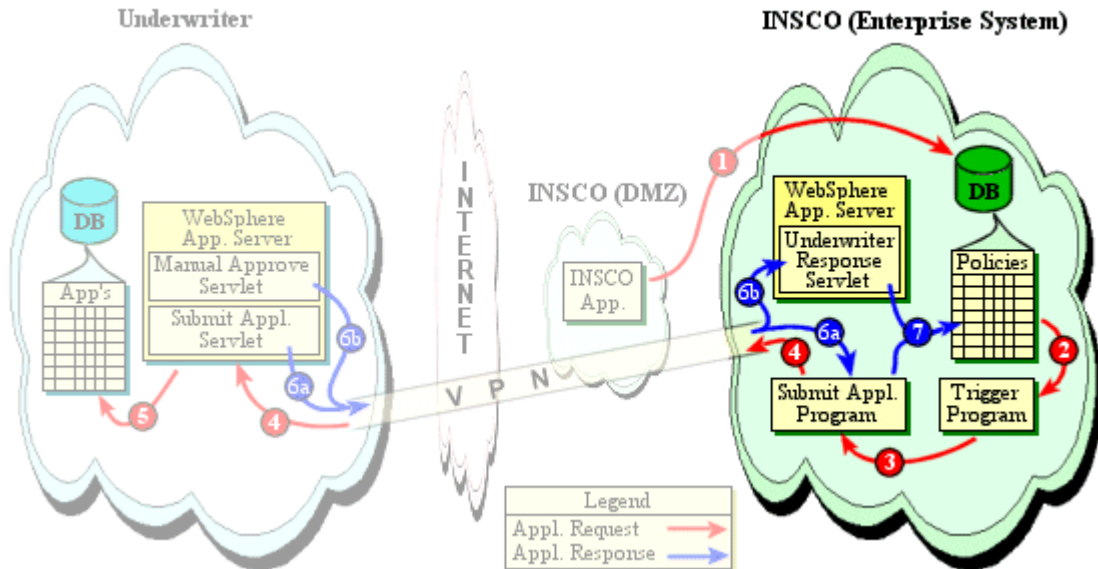 Underwriter
INSCO (Enterprise System)
DB
App's
WebSphere
App. Server
Manual Approve
Servlet
Submit Appl.
Servlet
6b
6a
5
4
INTERNET
VPN
INSCO (DMZ)
INSCO
App.
1
WebSphere
App. Server
Underwriter
Response
Servlet
DB
Policies
6b
6a
7
2
4
Submit Appl.
Program
Trigger
Program
3
Legend
Appl. Request
Appl. Response